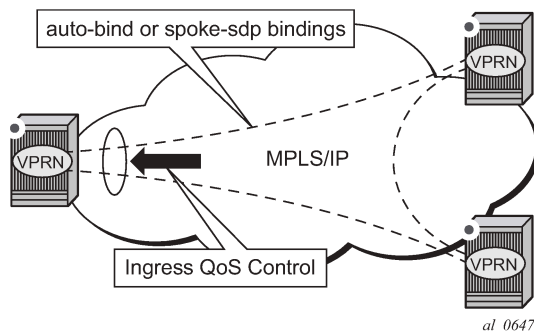 auto-bind or spoke-sdp bindings
VPRN
VPRN
MPLS/IP
Ingress QoS Control
VPRN
al_0647